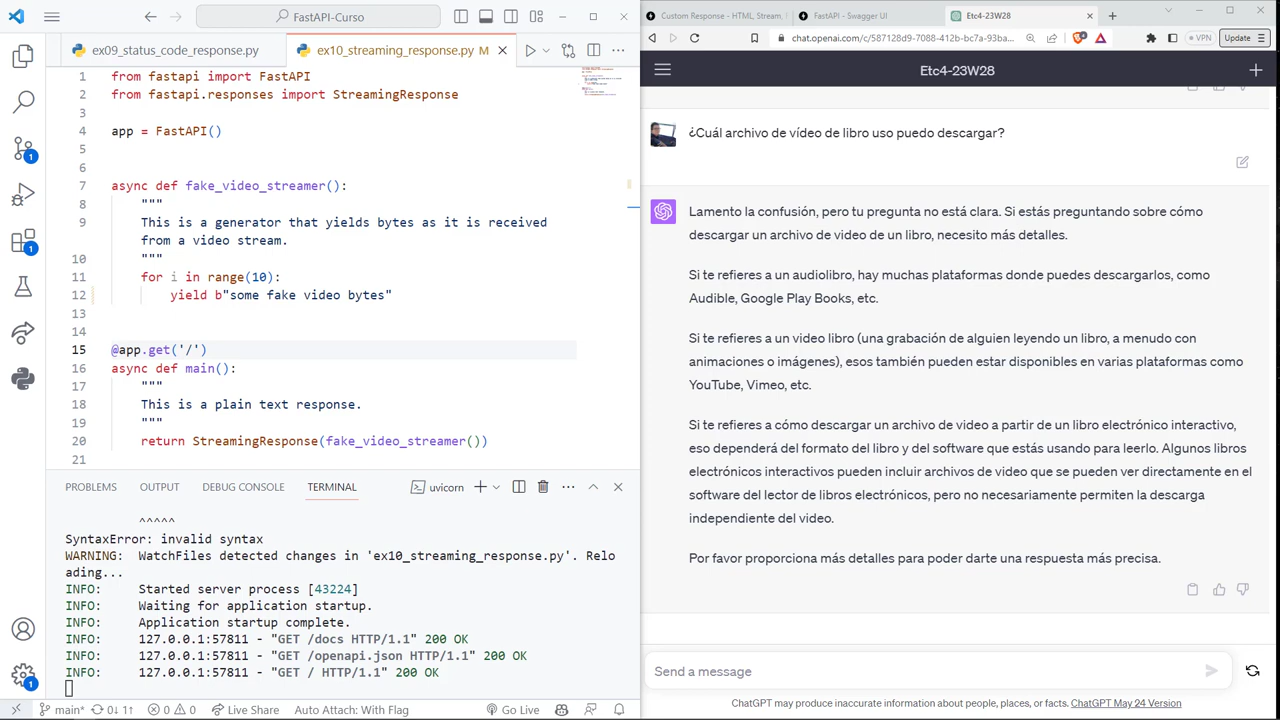 FastAPI-Curso
ex09_status_code_response.py
ex10_streaming_response.py M
1 from fastapi import FastAPI
2 from fastapi.responses import StreamingResponse
3
4 app = FastAPI()
5
6
7 async def fake_video_streamer():
8 """
9 This is a generator that yields bytes as it is received
from a video stream.
10 """
11 for i in range(10):
12 yield b"some fake video bytes"
13
14
15 @app.get('/')
16 async def main():
17 """
18 This is a plain text response.
19 """
20 return StreamingResponse(fake_video_streamer())
21
PROBLEMS OUTPUT DEBUG CONSOLE TERMINAL uvicorn
^^^^^
SyntaxError: invalid syntax
WARNING: WatchFiles detected changes in 'ex10_streaming_response.py'. Relo
ading...
INFO: Started server process [43224]
INFO: Waiting for application startup.
INFO: Application startup complete.
INFO: 127.0.0.1:57811 - "GET /docs HTTP/1.1" 200 OK
INFO: 127.0.0.1:57811 - "GET /openapi.json HTTP/1.1" 200 OK
INFO: 127.0.0.1:57811 - "GET / HTTP/1.1" 200 OK
1
1
1
main* 0↓ 1↑ 0 0 Live Share Auto Attach: With Flag Go Live
Custom Response - HTML, Stream,
FastAPI - Swagger UI
Etc4-23W28
chat.openai.com/c/587128d9-7088-412b-bc7a-93ba...
VPN
Update
Etc4-23W28
¿Cuál archivo de vídeo de libro uso puedo descargar?
Lamento la confusión, pero tu pregunta no está clara. Si estás preguntando sobre cómo
descargar un archivo de video de un libro, necesito más detalles.
Si te refieres a un audiolibro, hay muchas plataformas donde puedes descargarlos, como
Audible, Google Play Books, etc.
Si te refieres a un video libro (una grabación de alguien leyendo un libro, a menudo con
animaciones o imágenes), esos también pueden estar disponibles en varias plataformas como
YouTube, Vimeo, etc.
Si te refieres a cómo descargar un archivo de video a partir de un libro electrónico interactivo,
eso dependerá del formato del libro y del software que estás usando para leerlo. Algunos libros
electrónicos interactivos pueden incluir archivos de video que se pueden ver directamente en el
software del lector de libros electrónicos, pero no necesariamente permiten la descarga
independiente del video.
Por favor proporciona más detalles para poder darte una respuesta más precisa.
Send a message
ChatGPT may produce inaccurate information about people, places, or facts. ChatGPT May 24 Version